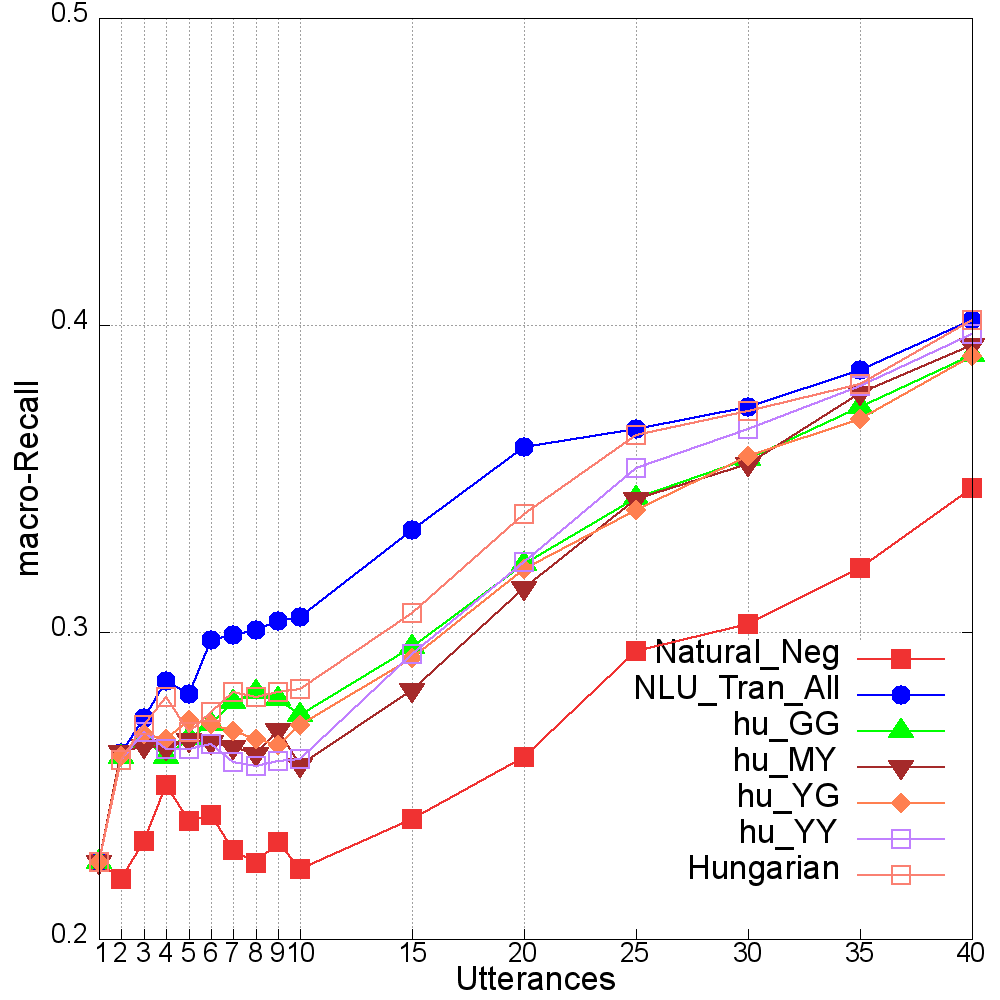 0.5
0.4
0.3
0.2
macro-Recall
Natural_Neg
NLU_Tran_All
hu_GG
hu_MY
hu_YG
hu_YY
Hungarian
1 2 3 4 5 6 7 8 9 10 15 20 25 30 35 40
Utterances